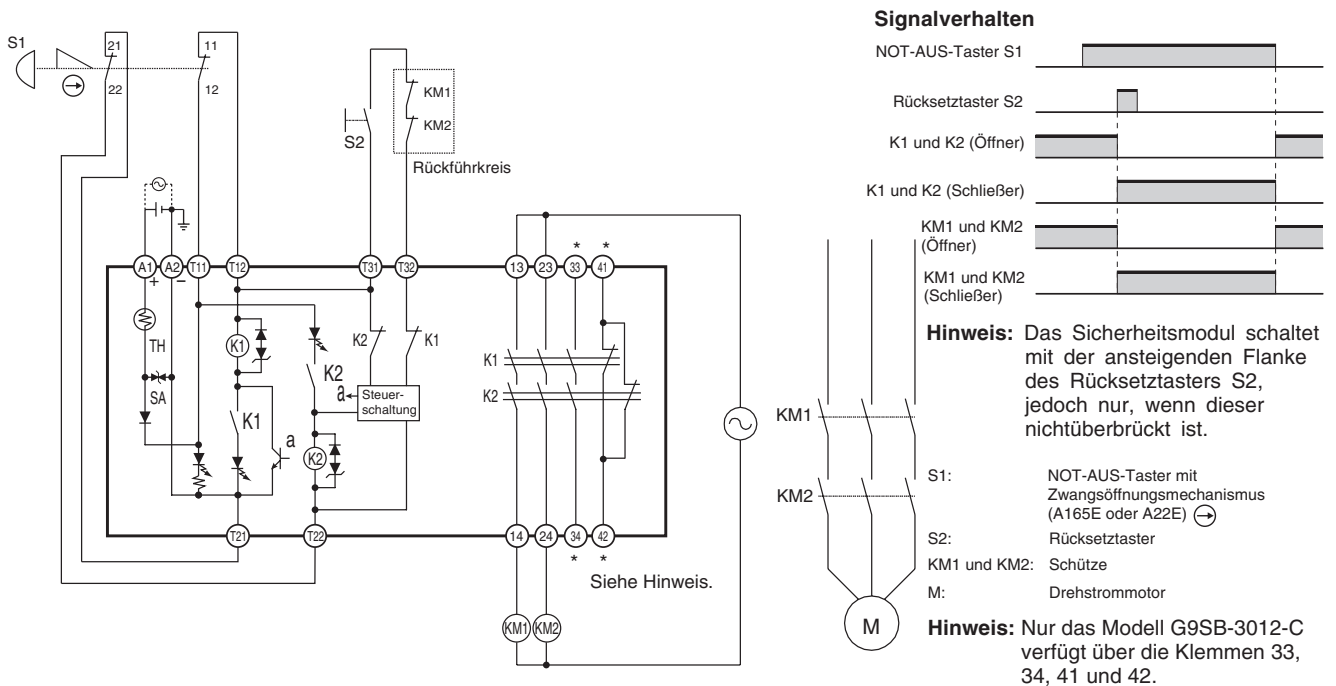 S1
21
22
11
12
S2
KM1
KM2
Rückführkreis
A1
A2
T11
T12
T31
T32
13
23
*
33
*
41
+
−
TH
SA
K1
K1
K2
K2
K2
K1
a
a
Steuer-
schaltung
K1
K2
T21
T22
14
24
34
*
42
*
Siehe Hinweis.
KM1
KM2
KM1
KM2
M
Signalverhalten
NOT-AUS-Taster S1
Rücksetztaster S2
K1 und K2 (Öffner)
K1 und K2 (Schließer)
KM1 und KM2
(Öffner)
KM1 und KM2
(Schließer)
Hinweis: Das Sicherheitsmodul schaltet
mit der ansteigenden Flanke
des Rücksetztasters S2,
jedoch nur, wenn dieser
nichtüberbrückt ist.
S1: NOT-AUS-Taster mit
Zwangsöffnungsmechanismus
(A165E oder A22E)
S2: Rücksetztaster
KM1 und KM2: Schütze
M: Drehstrommotor
Hinweis: Nur das Modell G9SB-3012-C
verfügt über die Klemmen 33,
34, 41 und 42.